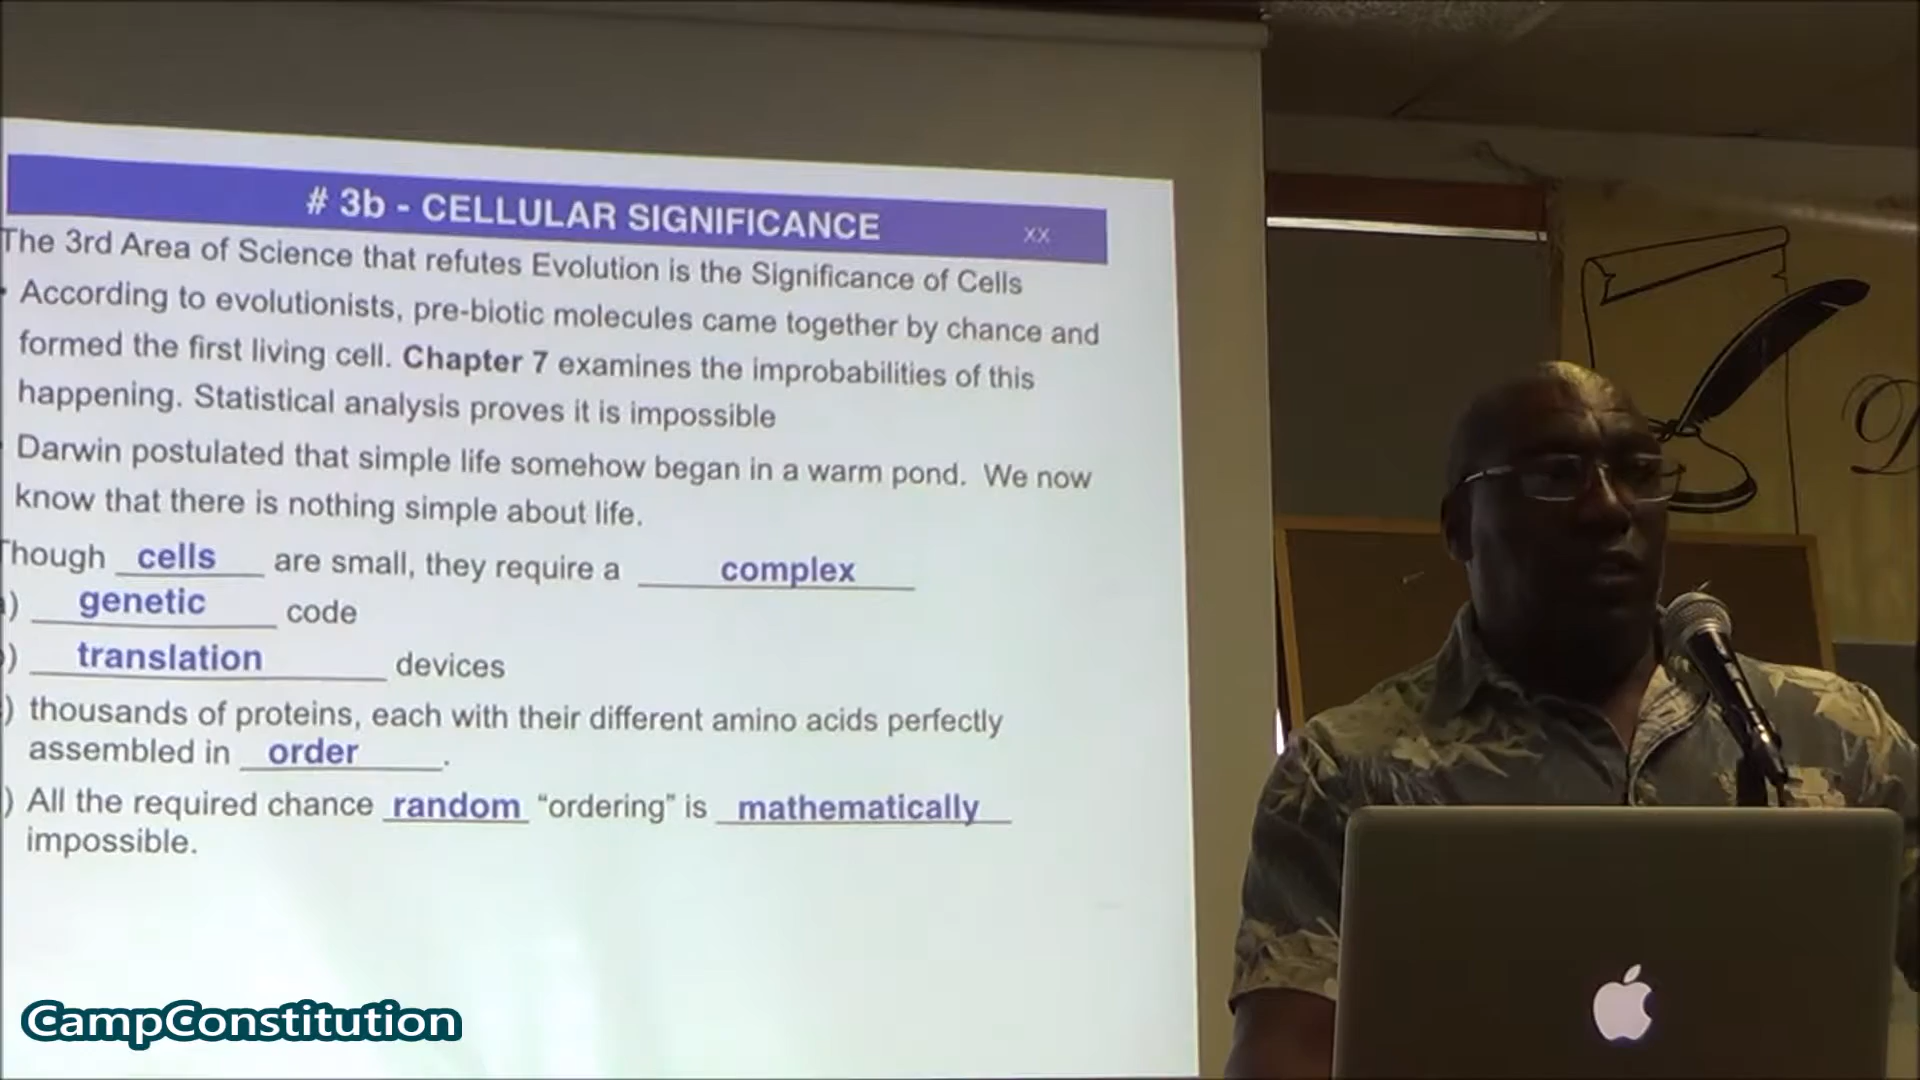 # 3b - CELLULAR SIGNIFICANCE XX
The 3rd Area of Science that refutes Evolution is the Significance of Cells
According to evolutionists, pre-biotic molecules came together by chance and
formed the first living cell. Chapter 7 examines the improbabilities of this
happening. Statistical analysis proves it is impossible
Darwin postulated that simple life somehow began in a warm pond. We now
know that there is nothing simple about life.
Though cells are small, they require a complex
) genetic code
) translation devices
) thousands of proteins, each with their different amino acids perfectly
assembled in order.
) All the required chance random “ordering” is mathematically
impossible.
D
CampConstitution